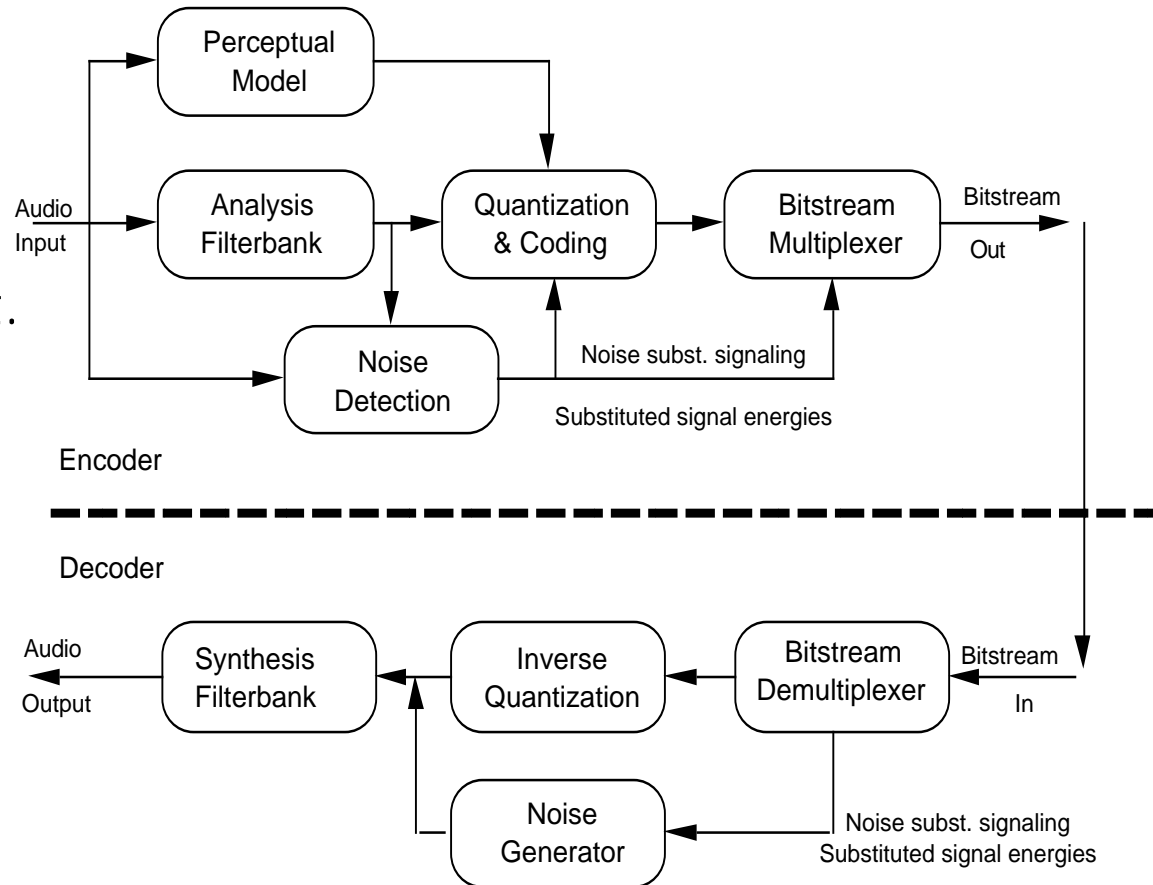 Perceptual
Model
Audio
Input
Analysis
Filterbank
Quantization
& Coding
Bitstream
Multiplexer
Bitstream
Out
Noise
Detection
Noise subst. signaling
Substituted signal energies
Encoder
Decoder
Audio
Output
Synthesis
Filterbank
Inverse
Quantization
Bitstream
Demultiplexer
Bitstream
In
Noise
Generator
Noise subst. signaling
Substituted signal energies